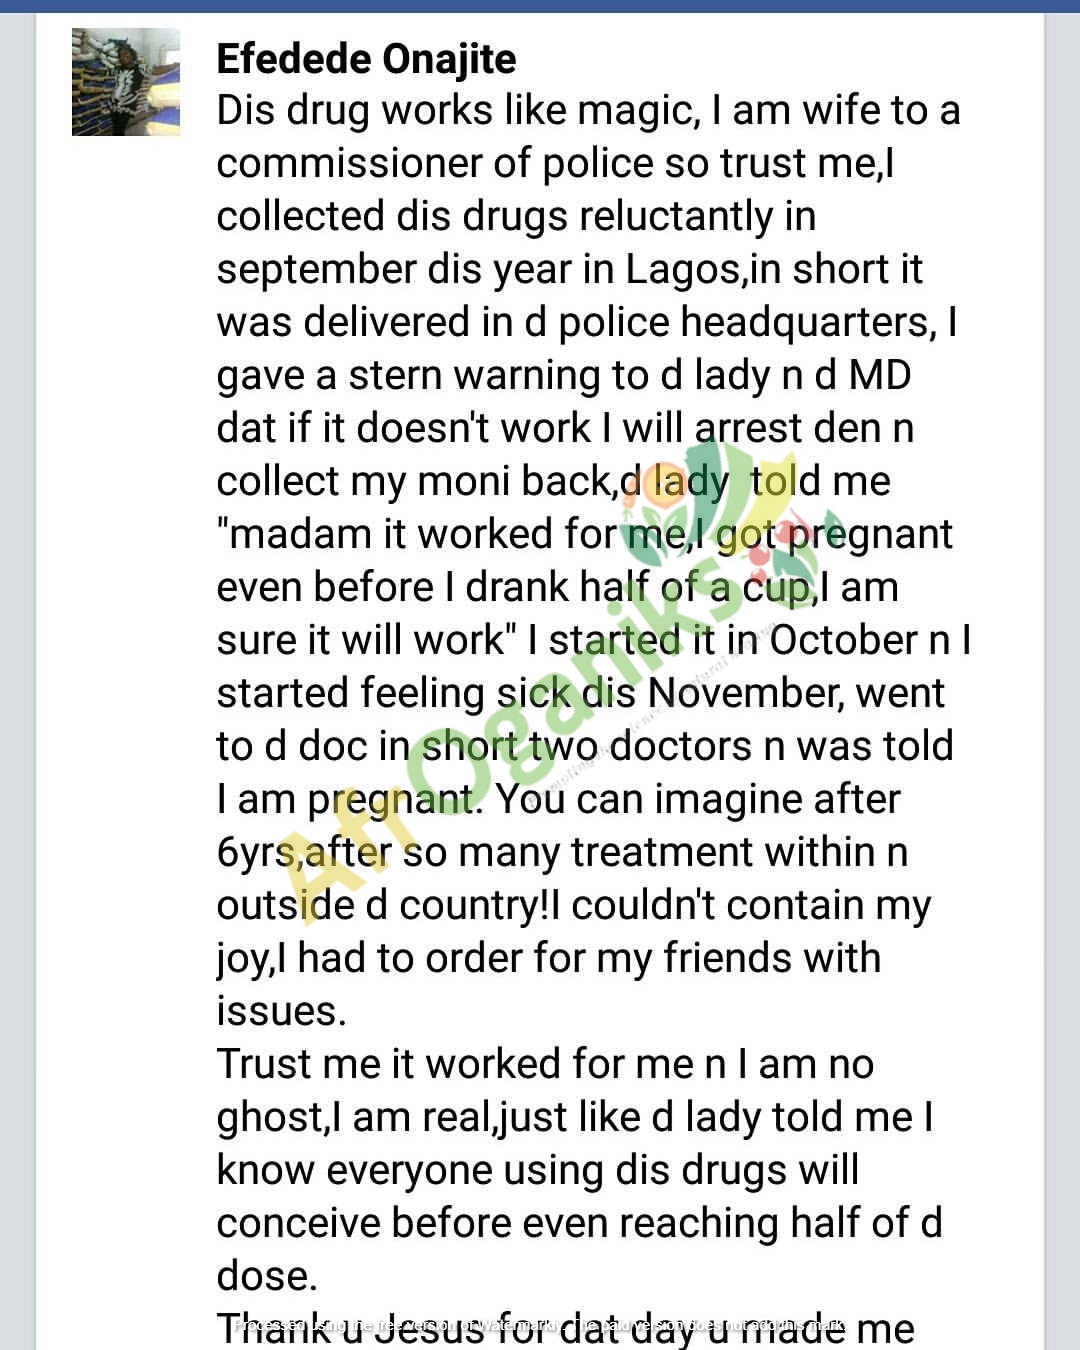 Efedede Onajite
Dis drug works like magic, I am wife to a
commissioner of police so trust me,I
collected dis drugs reluctantly in
september dis year in Lagos,in short it
was delivered in d police headquarters, I
gave a stern warning to d lady n d MD
dat if it doesn't work I will arrest den n
collect my moni back,d lady  told me
"madam it worked for me,I got pregnant
even before I drank half of a cup,I am
sure it will work" I started it in October n I
started feeling sick dis November, went
to d doc in short two doctors n was told
I am pregnant. You can imagine after
6yrs,after so many treatment within n
outside d country!I couldn't contain my
joy,I had to order for my friends with
issues.
Trust me it worked for me n I am no
ghost,I am real,just like d lady told me I
know everyone using dis drugs will
conceive before even reaching half of d
dose.
Thank u Jesus for dat day u made me
AfrOganiks
Processed using the free version of Watermarkly. The paid version does not add this mark.